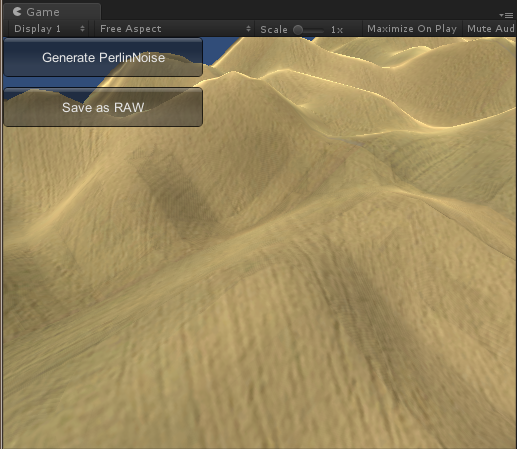 Game
Display 1 Free Aspect Scale 1x Maximize On Play Mute Aud
Generate PerlinNoise
Save as RAW